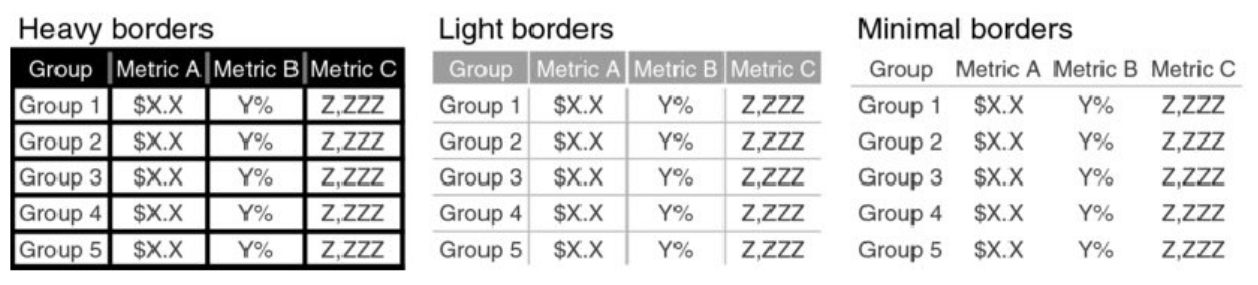 Heavy borders
Group Metric A Metric B Metric C
Group 1 $X.X Y% Z,ZZZ
Group 2 $X.X Y% Z,ZZZ
Group 3 $X.X Y% Z,ZZZ
Group 4 $X.X Y% Z,ZZZ
Group 5 $X.X Y% Z,ZZZ
Light borders
Group Metric A Metric B Metric C
Group 1 $X.X Y% Z,ZZZ
Group 2 $X.X Y% Z,ZZZ
Group 3 $X.X Y% Z,ZZZ
Group 4 $X.X Y% Z,ZZZ
Group 5 $X.X Y% Z,ZZZ
Minimal borders
Group Metric A Metric B Metric C
Group 1 $X.X Y% Z,ZZZ
Group 2 $X.X Y% Z,ZZZ
Group 3 $X.X Y% Z,ZZZ
Group 4 $X.X Y% Z,ZZZ
Group 5 $X.X Y% Z,ZZZ